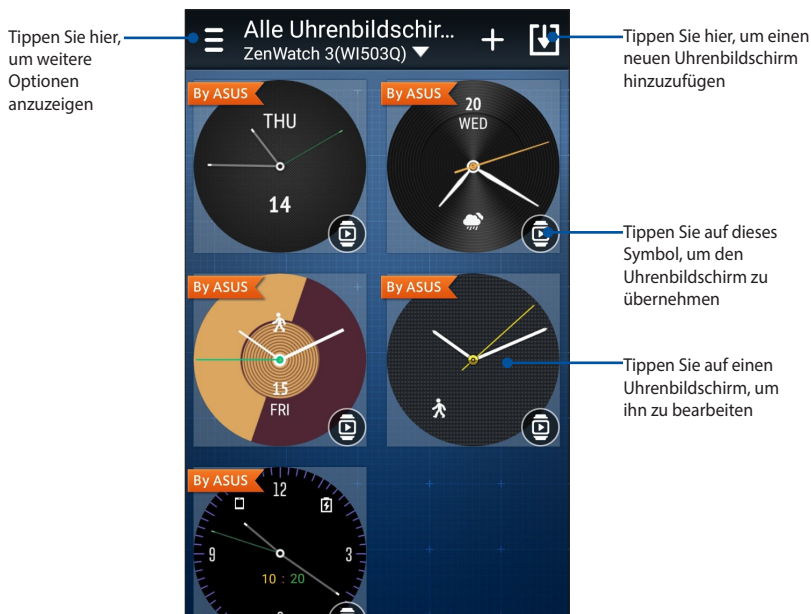 Tippen Sie hier,
um weitere
Optionen
anzuzeigen
Alle Uhrenbildschir...
ZenWatch 3(WI503Q)
Tippen Sie hier, um einen
neuen Uhrenbildschirm
hinzuzufügen
By ASUS
THU
14
By ASUS
20
WED
Tippen Sie auf dieses
Symbol, um den
Uhrenbildschirm zu
übernehmen
By ASUS
15
FRI
By ASUS
Tippen Sie auf einen
Uhrenbildschirm, um
ihn zu bearbeiten
By ASUS
12
9
3
10 : 20